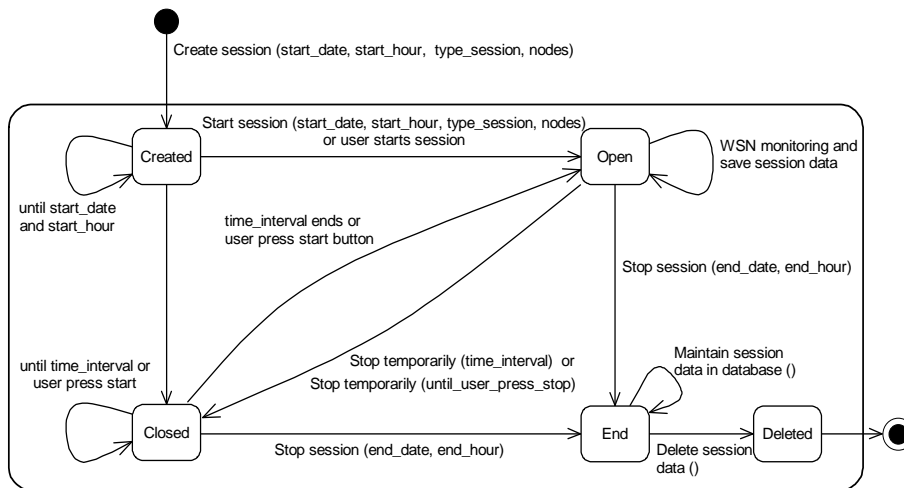 Create session (start_date, start_hour, type_session, nodes)
Start session (start_date, start_hour, type_session, nodes)
or user starts session
Created
Open
WSN monitoring and
save session data
until start_date
and start_hour
time_interval ends or
user press start button
Stop session (end_date, end_hour)
until time_interval or
user press start
Stop temporarily (time_interval) or
Stop temporarily (until_user_press_stop)
Maintain session
data in database ()
Closed
End
Deleted
Stop session (end_date, end_hour)
Delete session
data ()